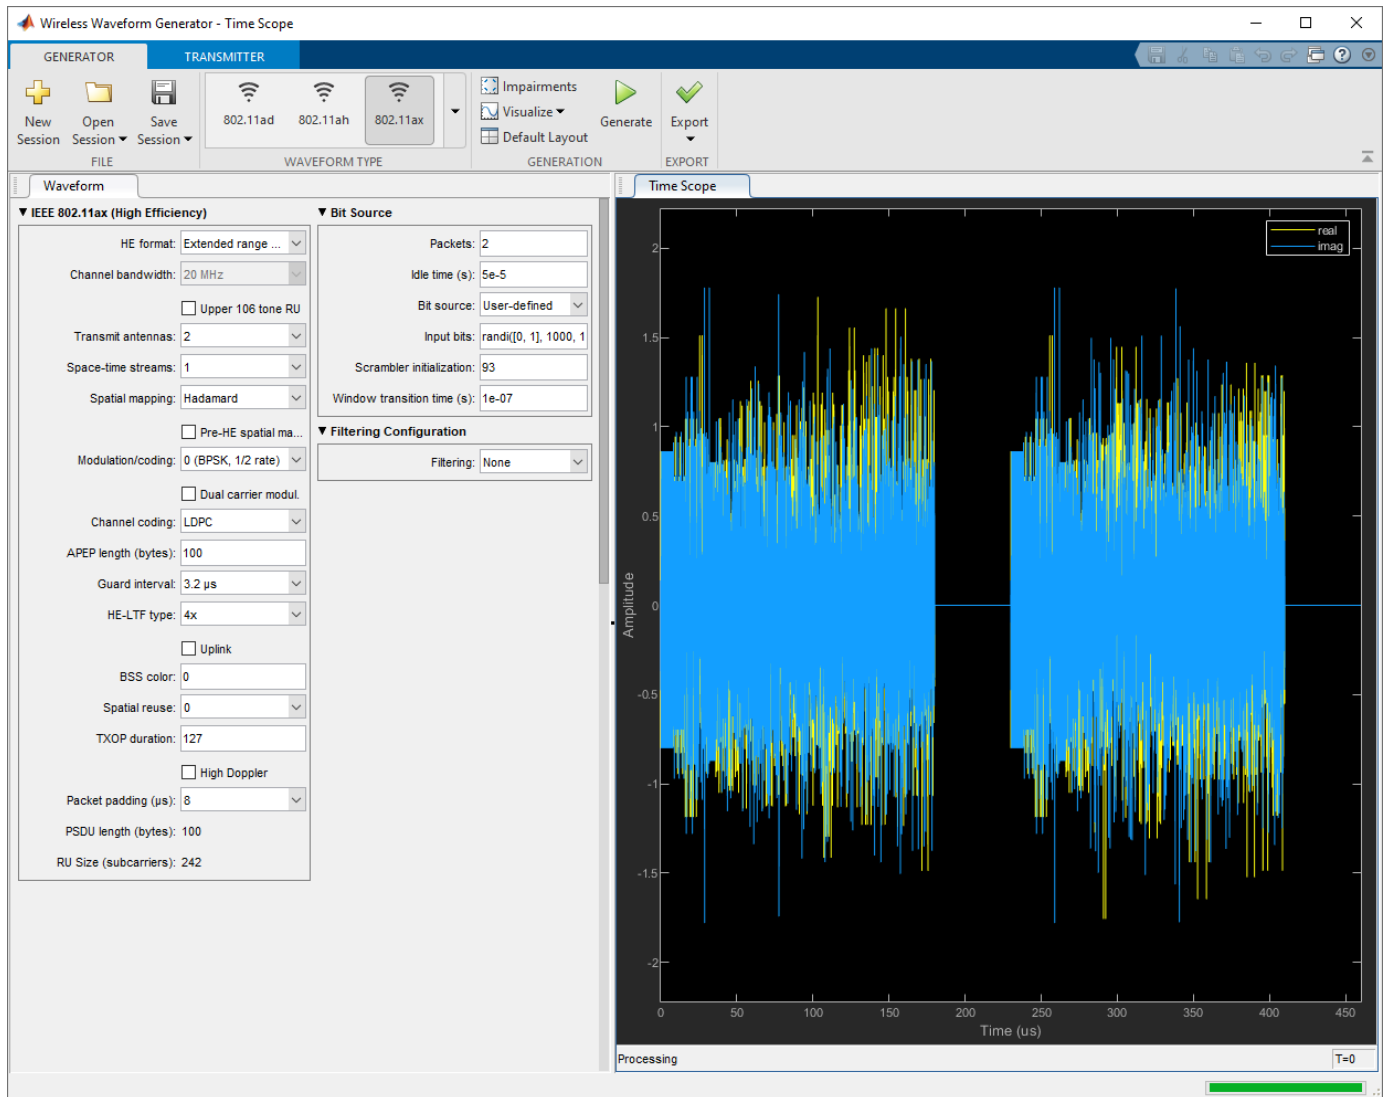 Wireless Waveform Generator - Time Scope
GENERATOR TRANSMITTER
New Session
Open Session
Save Session
FILE
802.11ad 802.11ah 802.11ax
WAVEFORM TYPE
Impairments
Visualize
Default Layout
Generate
GENERATION
Export
EXPORT
Waveform
IEEE 802.11ax (High Efficiency)
HE format: Extended range ...
Channel bandwidth: 20 MHz
Upper 106 tone RU
Transmit antennas: 2
Space-time streams: 1
Spatial mapping: Hadamard
Pre-HE spatial ma...
Modulation/coding: 0 (BPSK, 1/2 rate)
Dual carrier modul.
Channel coding: LDPC
APEP length (bytes): 100
Guard interval: 3.2 µs
HE-LTF type: 4x
Uplink
BSS color: 0
Spatial reuse: 0
TXOP duration: 127
High Doppler
Packet padding (µs): 8
PSDU length (bytes): 100
RU Size (subcarriers): 242
Bit Source
Packets: 2
Idle time (s): 5e-5
Bit source: User-defined
Input bits: randi([0, 1], 1000, 1
Scrambler initialization: 93
Window transition time (s): 1e-07
Filtering Configuration
Filtering: None
Time Scope
real
imag
2
1.5
1
0.5
0
-0.5
-1
-1.5
-2
Amplitude
0 50 100 150 200 250 300 350 400 450
Time (us)
Processing
T=0